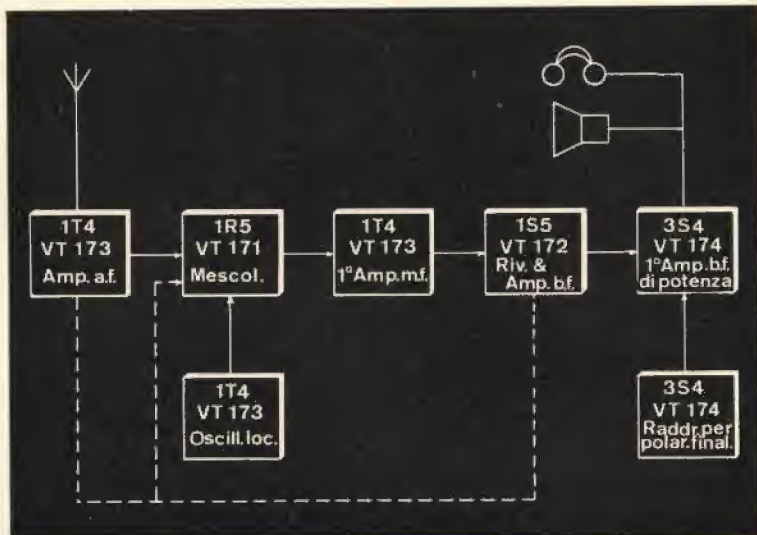 1T4
VT 173
Amp. a.f.
1R5
VT 171
Mescol.
1T4
VT 173
1°Amp.m.f.
1S5
VT 172
Riv. &
Amp. b.f.
3S4
VT 174
1°Amp.b.f.
di potenza
1T4
VT 173
Oscill. loc.
3S4
VT 174
Raddr. per
polar. final.